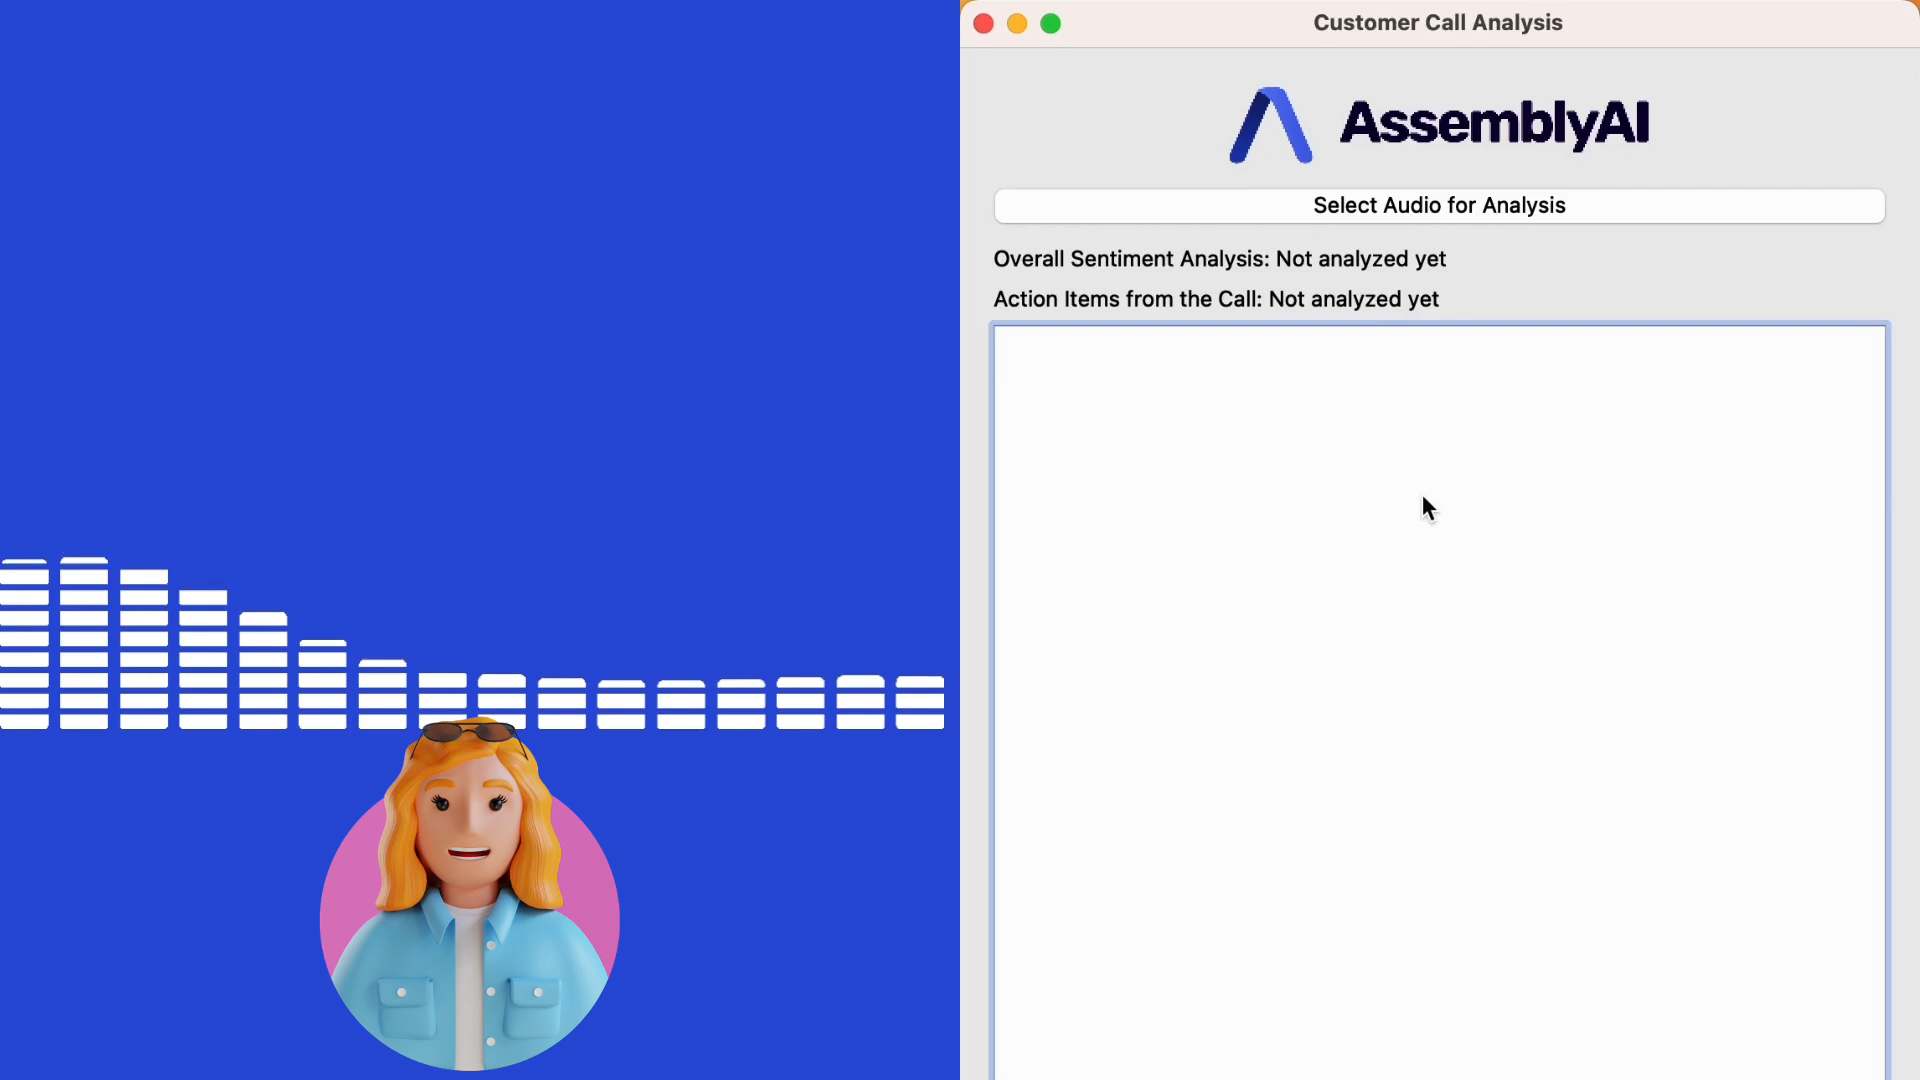 Customer Call Analysis
AssemblyAI
Select Audio for Analysis
Overall Sentiment Analysis: Not analyzed yet
Action Items from the Call: Not analyzed yet